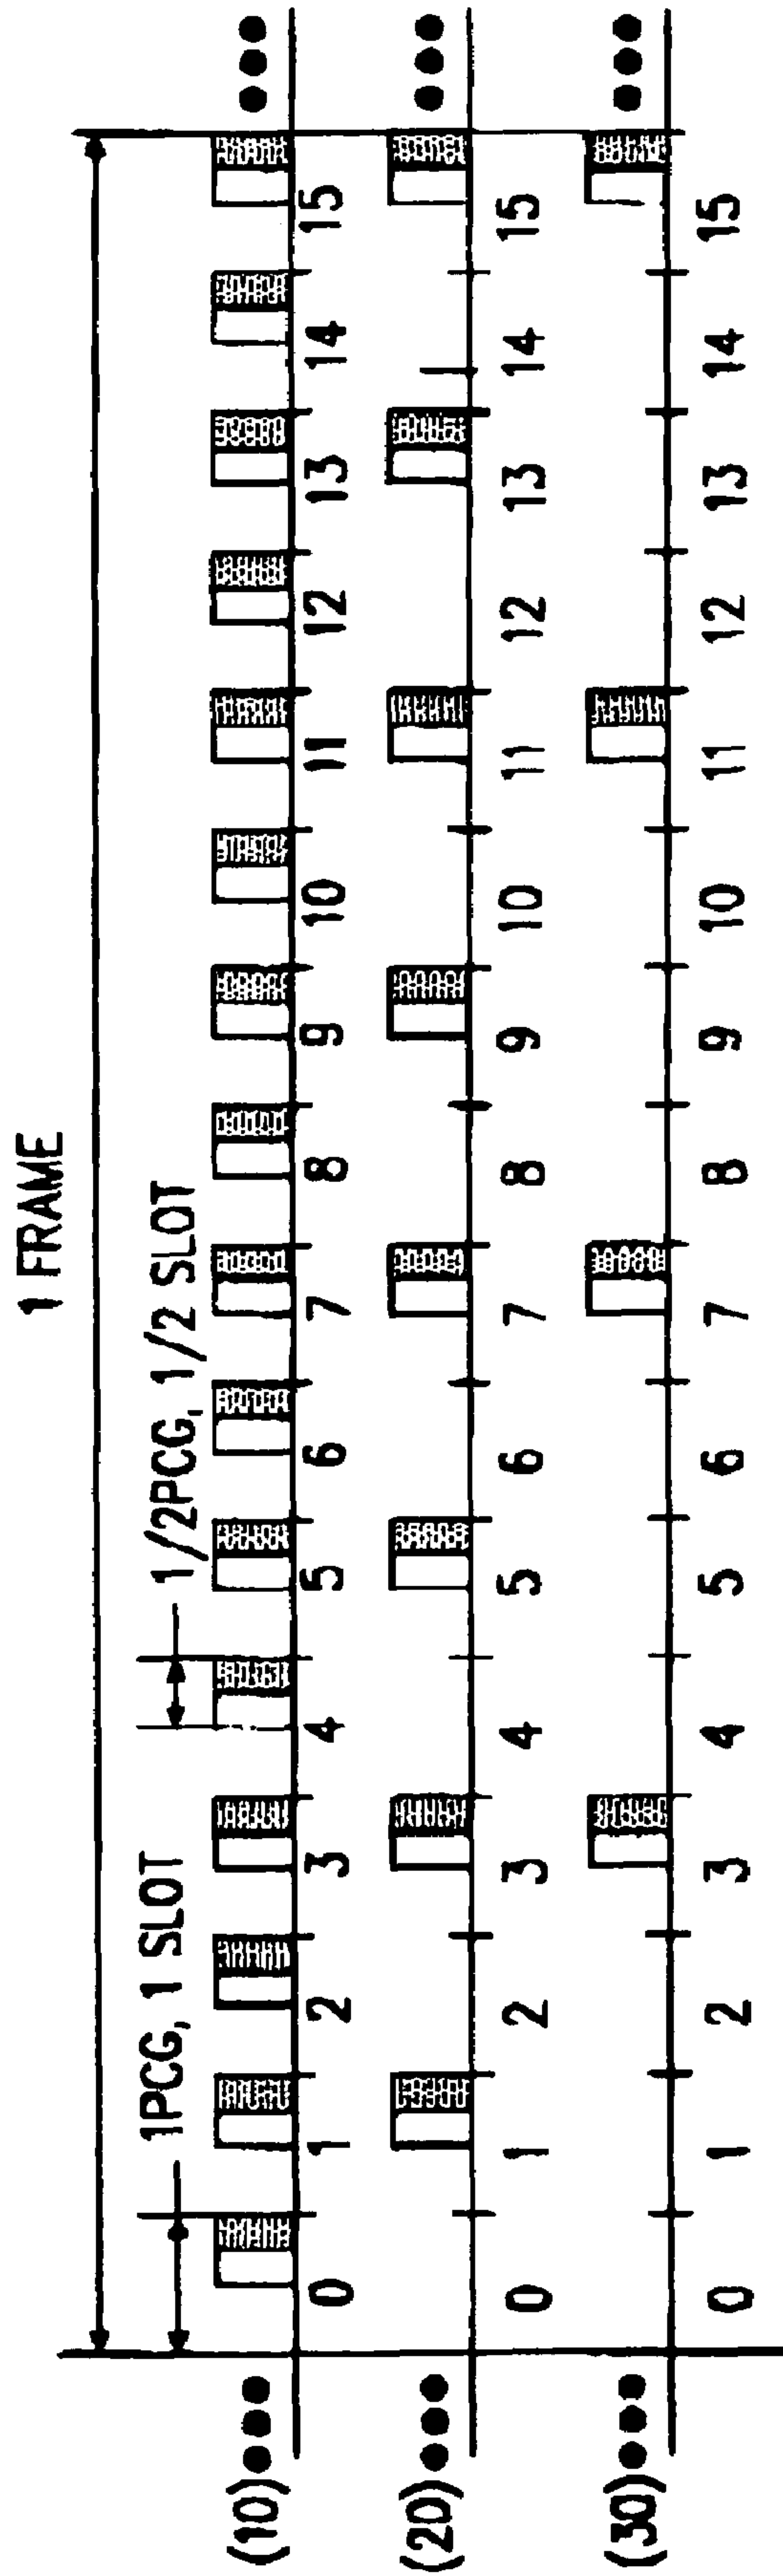 1 FRAME
1PCG, 1 SLOT
1/2PCG, 1/2 SLOT
(10)
0 1 2 3 4 5 6 7 8 9 10 11 12 13 14 15
(20)
0 1 2 3 4 5 6 7 8 9 10 11 12 13 14 15
(30)
0 1 2 3 4 5 6 7 8 9 10 11 12 13 14 15